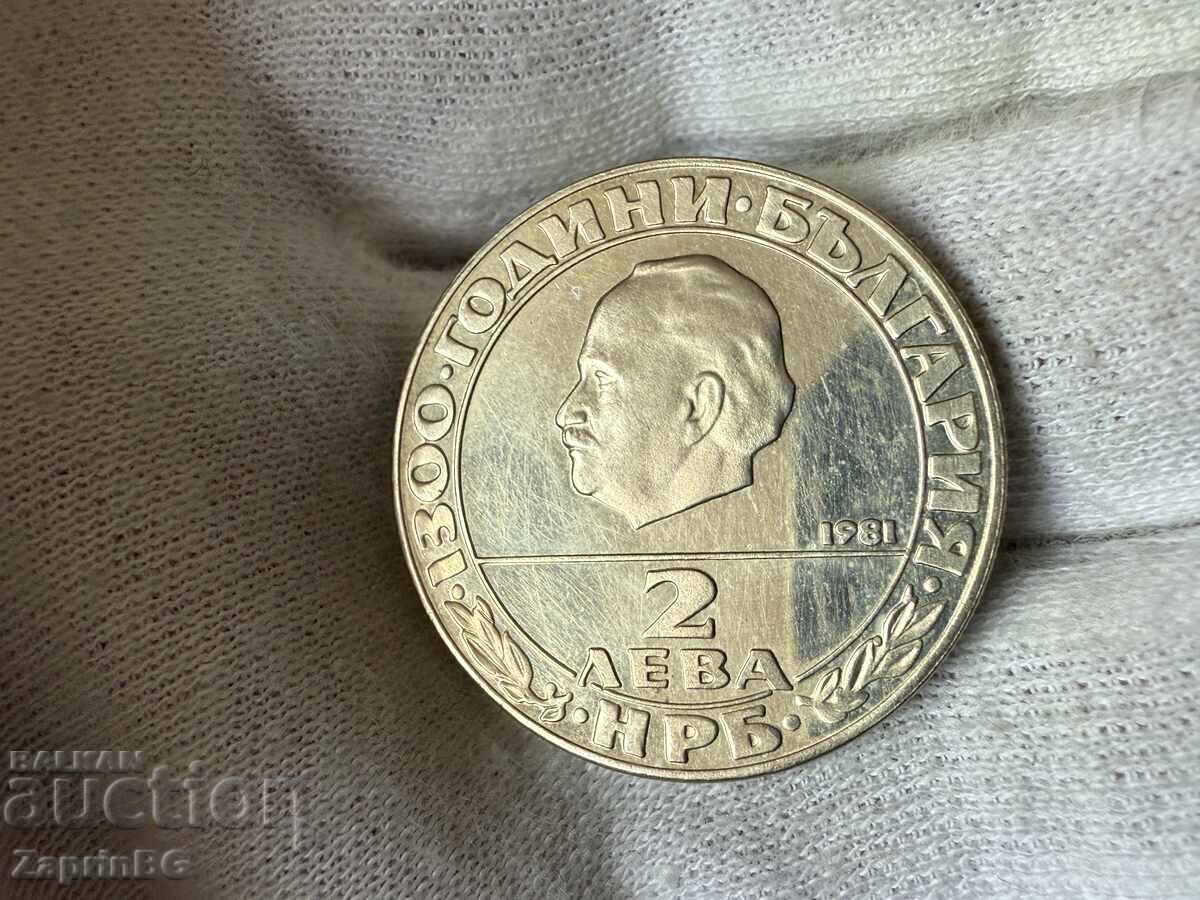 · 1300 · ГОДИНИ · БЪЛГАРИЯ ·
1981
2
ЛЕВА
· НРБ ·
BALKAN
auction
ZaprinBG